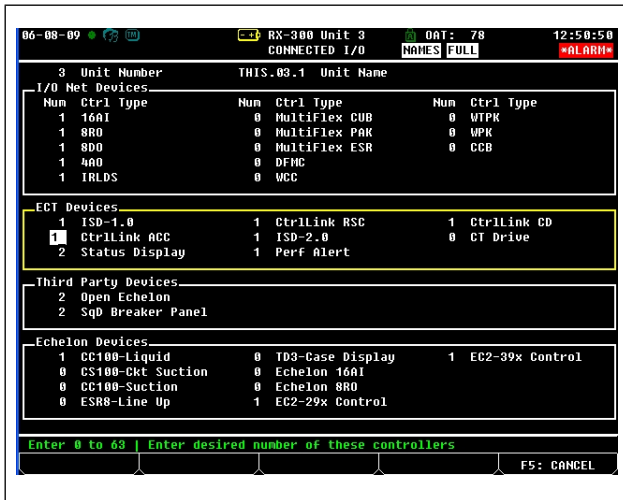 06-08-09 TM RX-300 Unit 3 OAT: 78 12:50:50
CONNECTED I/O NAMES FULL *ALARM*
3 Unit Number THIS.03.1 Unit Name
I/O Net Devices
Num Ctrl Type Num Ctrl Type Num Ctrl Type
1 16AI 0 MultiFlex CUB 0 WTPK
1 8RO 0 MultiFlex PAK 0 WPK
1 8DO 0 MultiFlex ESR 0 CCB
1 4AO 0 DFMC
1 IRLDS 0 WCC
ECT Devices
1 ISD-1.0 1 CtrlLink RSC 1 CtrlLink CD
1 CtrlLink ACC 1 ISD-2.0 0 CT Drive
2 Status Display 1 Perf Alert
Third Party Devices
2 Open Echelon
2 SqD Breaker Panel
Echelon Devices
1 CC100-Liquid 0 TD3-Case Display 1 EC2-39x Control
0 CS100-Ckt Suction 0 Echelon 16AI
0 CC100-Suction 0 Echelon 8RO
0 ESR8-Line Up 1 EC2-29x Control
Enter 0 to 63 | Enter desired number of these controllers
F5: CANCEL